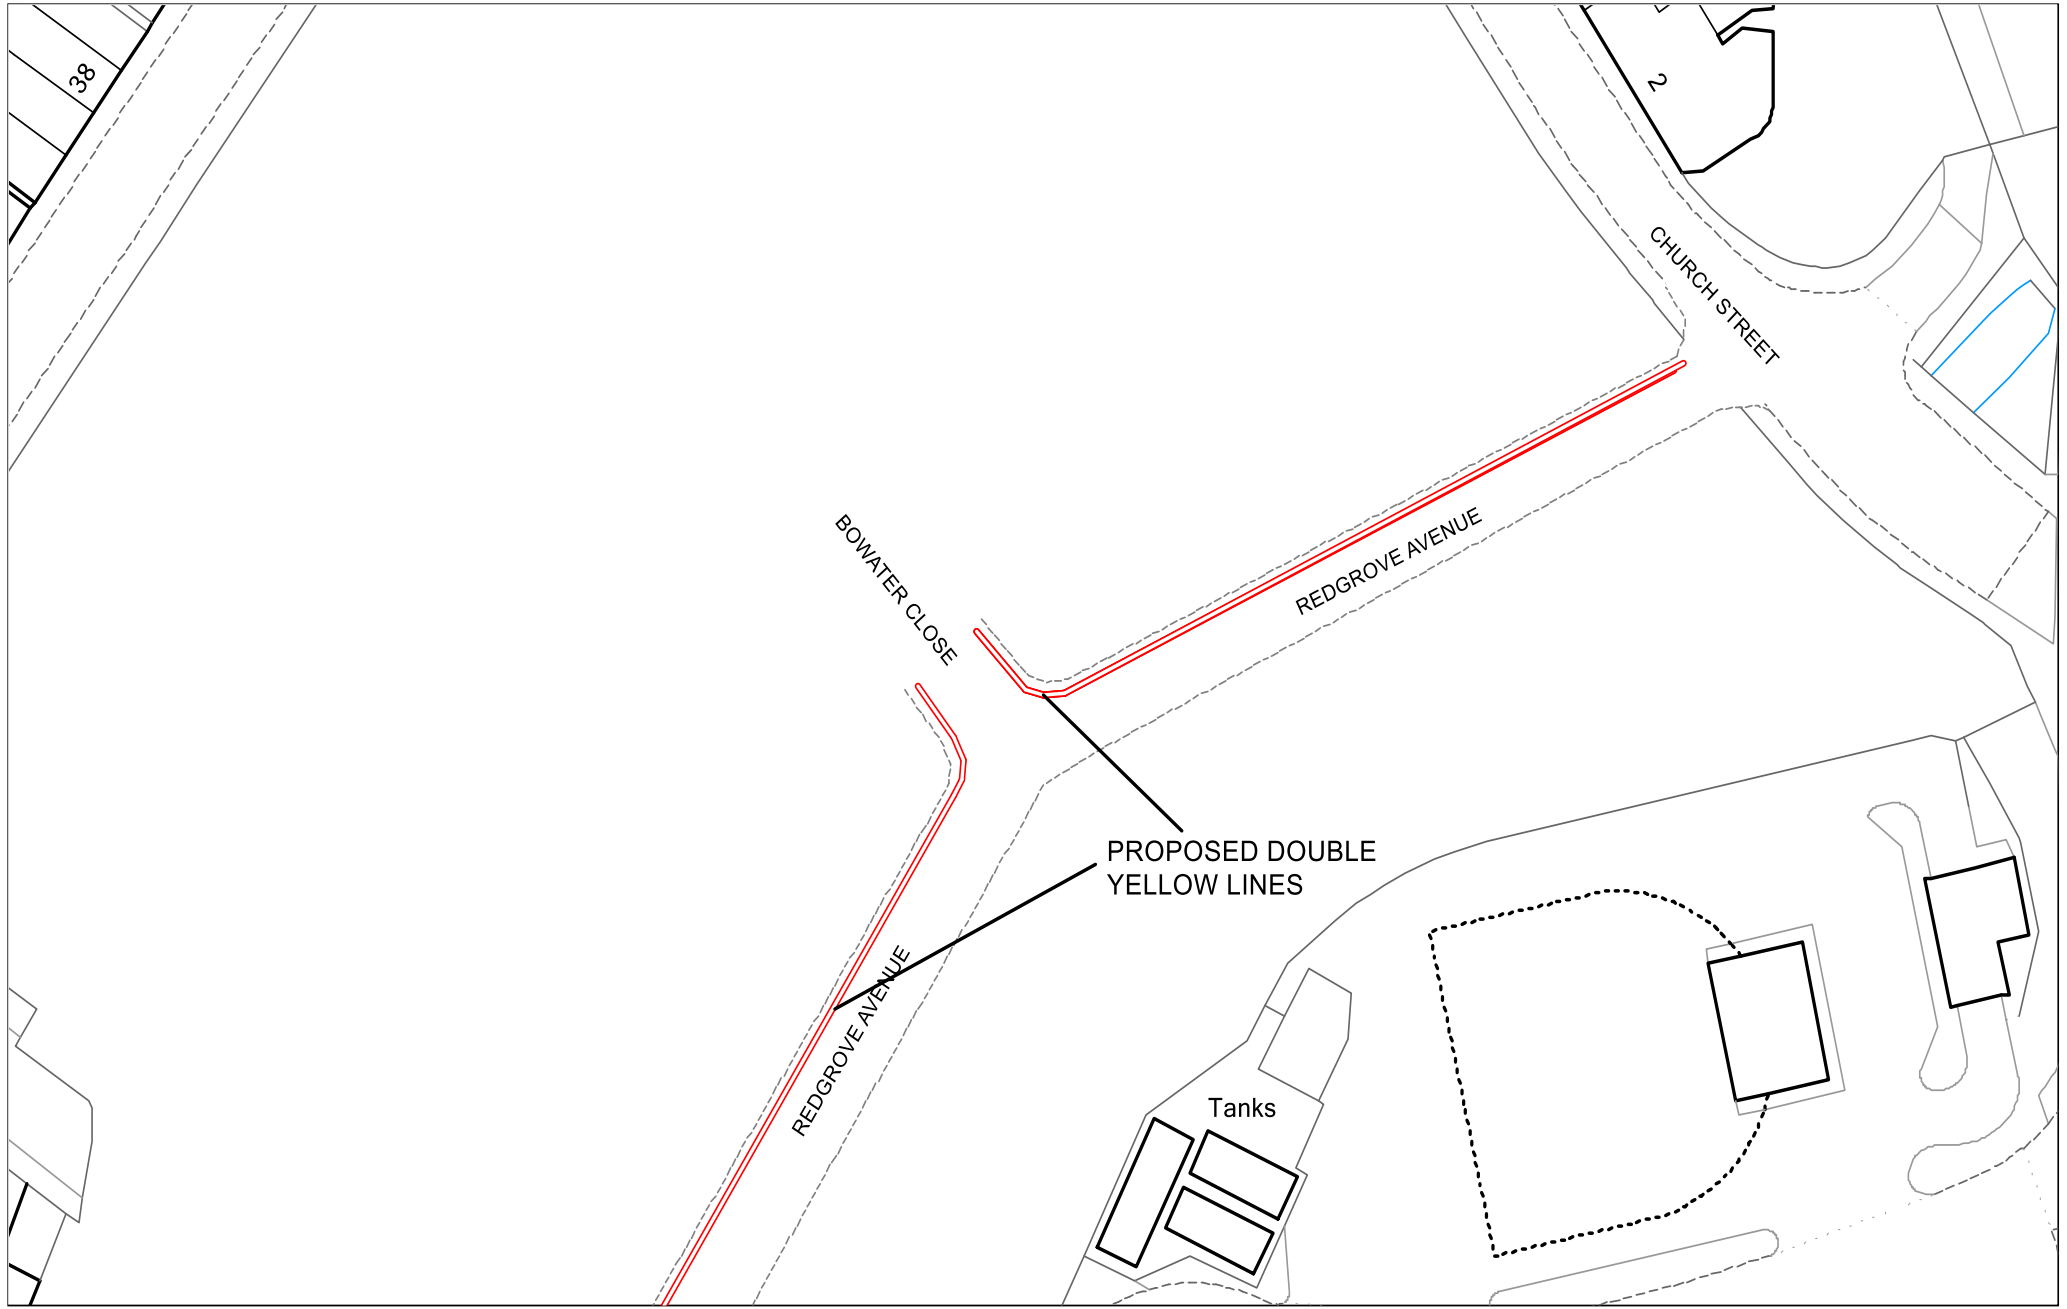 38
2
CHURCH STREET
REDGROVE AVENUE
BOWATER CLOSE
PROPOSED DOUBLE
YELLOW LINES
REDGROVE AVENUE
Tanks